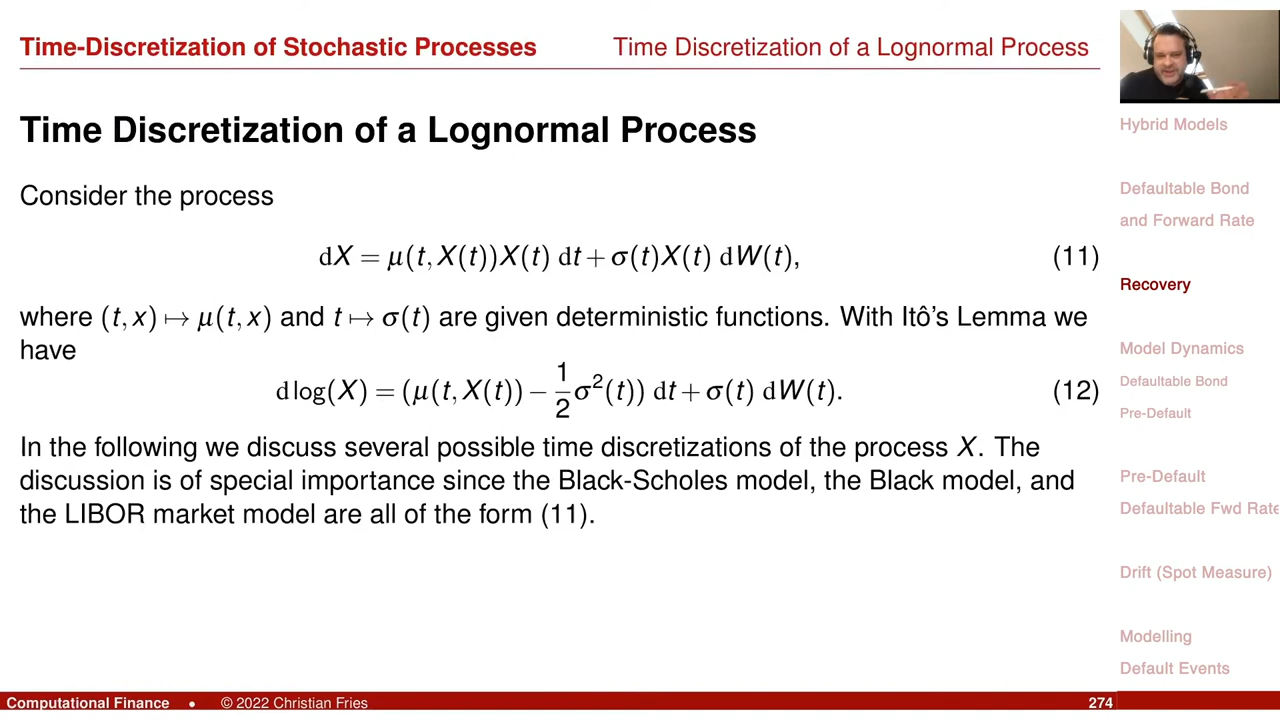 Time-Discretization of Stochastic Processes
Time Discretization of a Lognormal Process
Time Discretization of a Lognormal Process
Consider the process
dX = μ(t, X(t))X(t) dt + σ(t)X(t) dW(t), (11)
where (t, x) ↦ μ(t, x) and t ↦ σ(t) are given deterministic functions. With Itô's Lemma we
have
d log(X) = (μ(t, X(t)) − 1/2 σ²(t)) dt + σ(t) dW(t). (12)
In the following we discuss several possible time discretizations of the process X. The
discussion is of special importance since the Black-Scholes model, the Black model, and
the LIBOR market model are all of the form (11).
Hybrid Models
Defaultable Bond
and Forward Rate
Recovery
Model Dynamics
Defaultable Bond
Pre-Default
Pre-Default
Defaultable Fwd Rate
Drift (Spot Measure)
Modelling
Default Events
Computational Finance • © 2022 Christian Fries 274